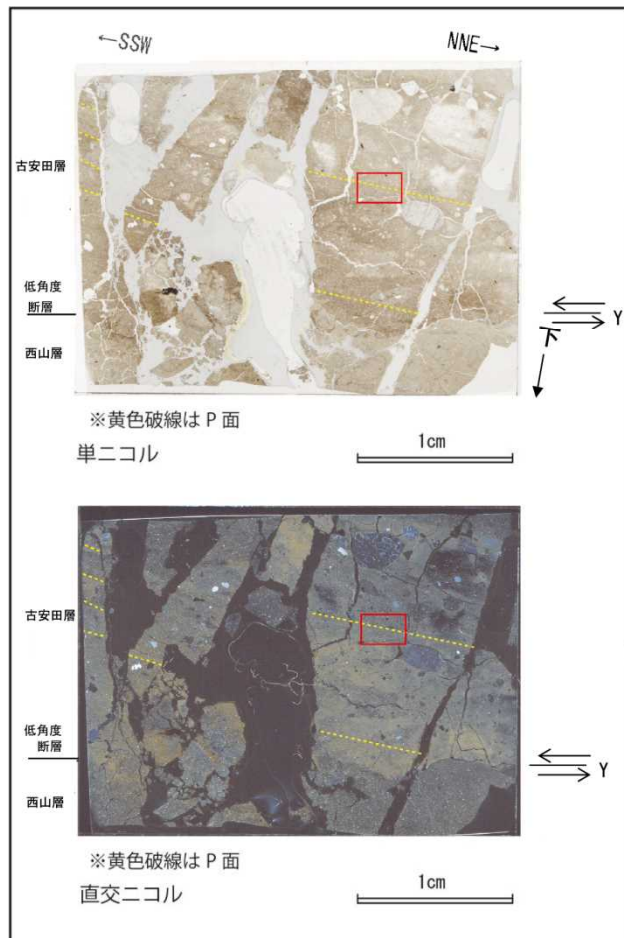 ←SSW
NNE→
古安田層
低角度
断層
西山層
Y
下
※黄色破線は P 面
単ニコル
1cm
古安田層
低角度
断層
西山層
Y
※黄色破線は P 面
直交ニコル
1cm